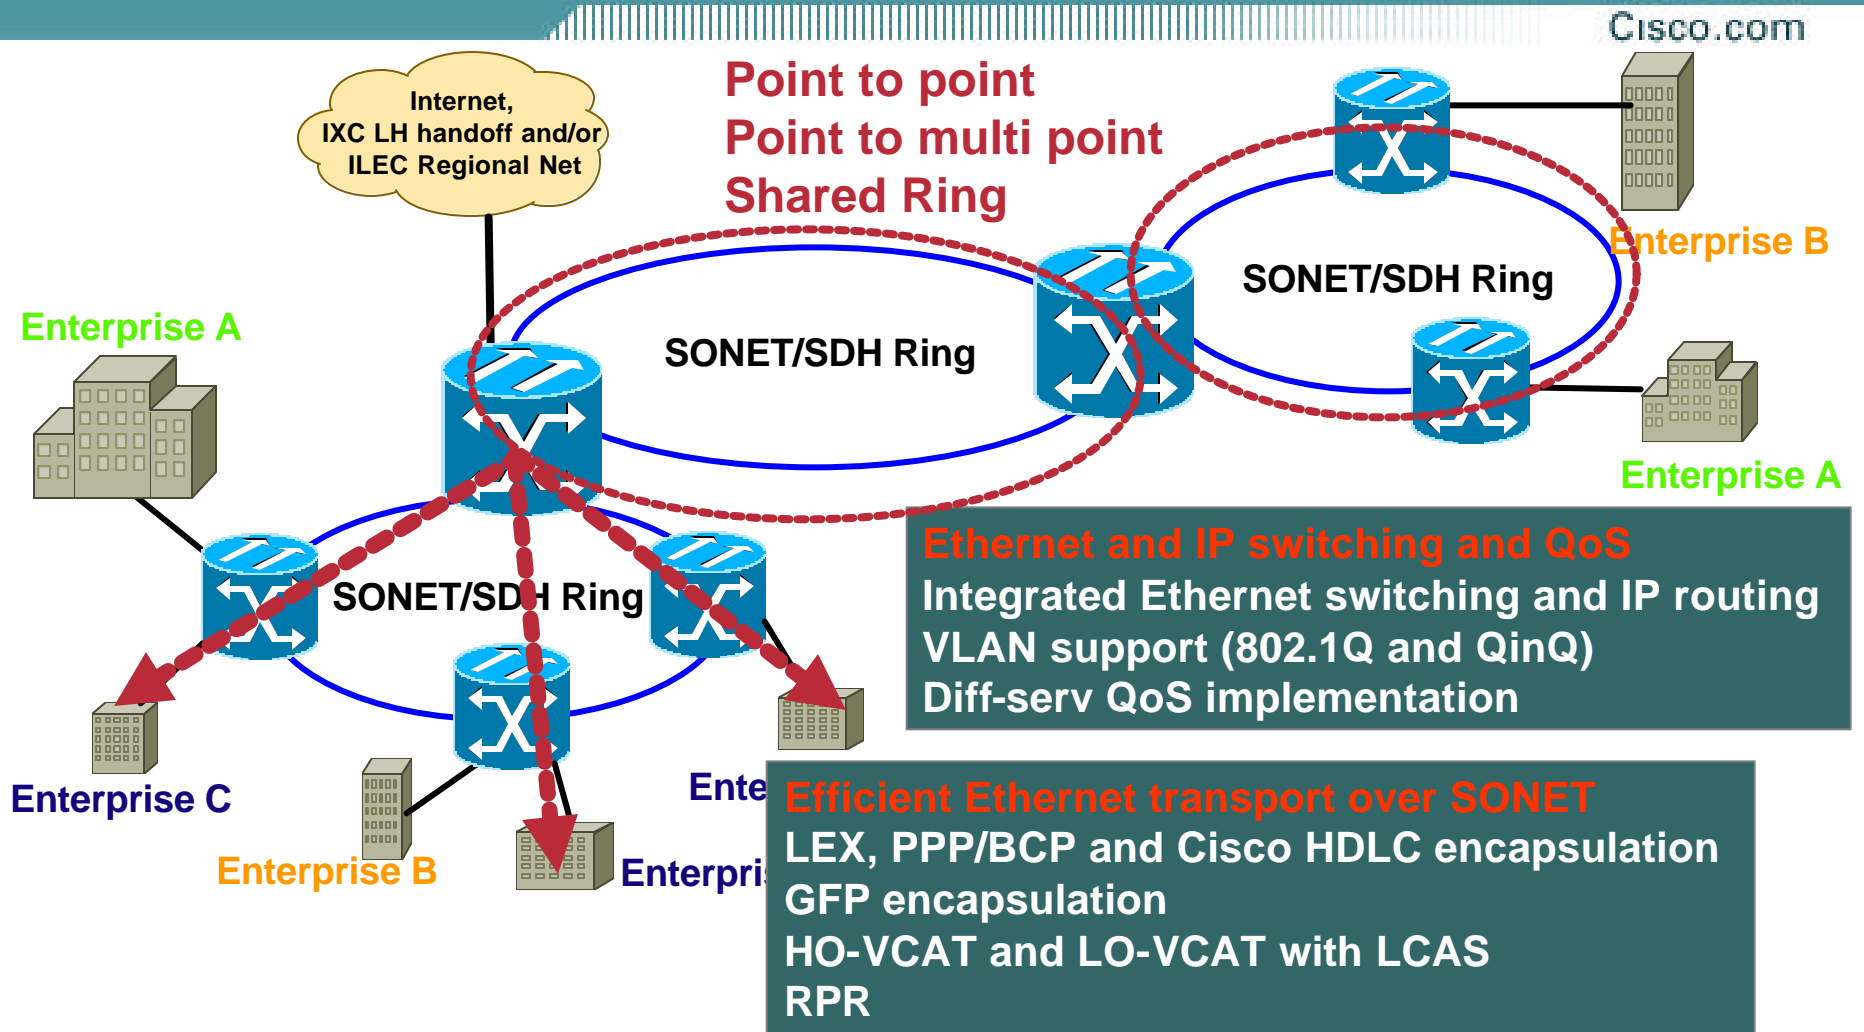 Cisco.com
Internet,
IXC LH handoff and/or
ILEC Regional Net
Point to point
Point to multi point
Shared Ring
Enterprise B
SONET/SDH Ring
Enterprise A
SONET/SDH Ring
Enterprise A
Ethernet and IP switching and QoS
Integrated Ethernet switching and IP routing
VLAN support (802.1Q and QinQ)
Diff-serv QoS implementation
SONET/SDH Ring
Enterprise C
Enterprise B
Efficient Ethernet transport over SONET
LEX, PPP/BCP and Cisco HDLC encapsulation
GFP encapsulation
HO-VCAT and LO-VCAT with LCAS
RPR